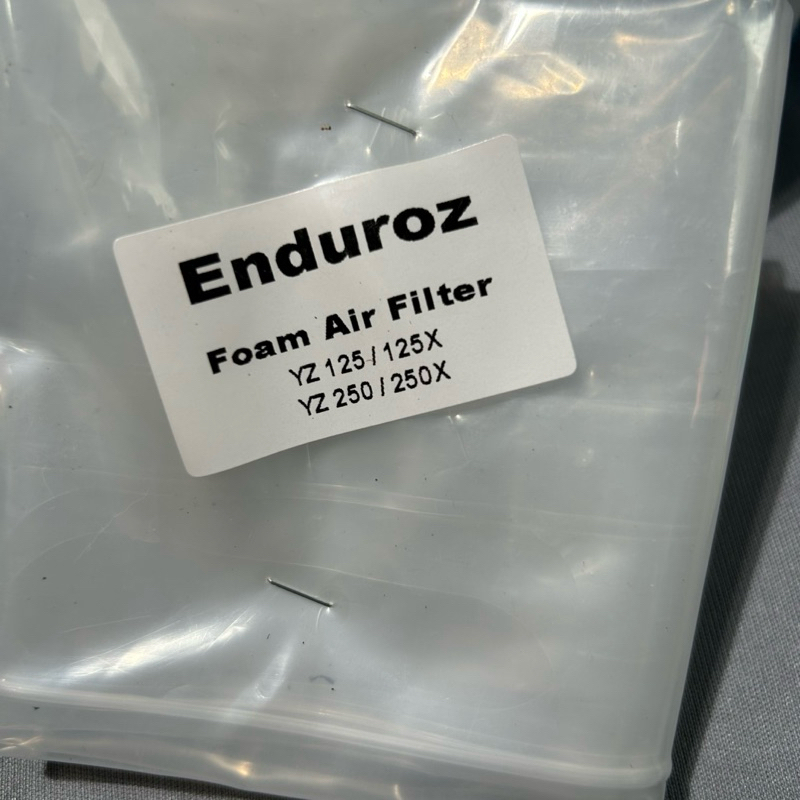 Enduroz
Foam Air Filter
YZ 125 / 125X
YZ 250 / 250X